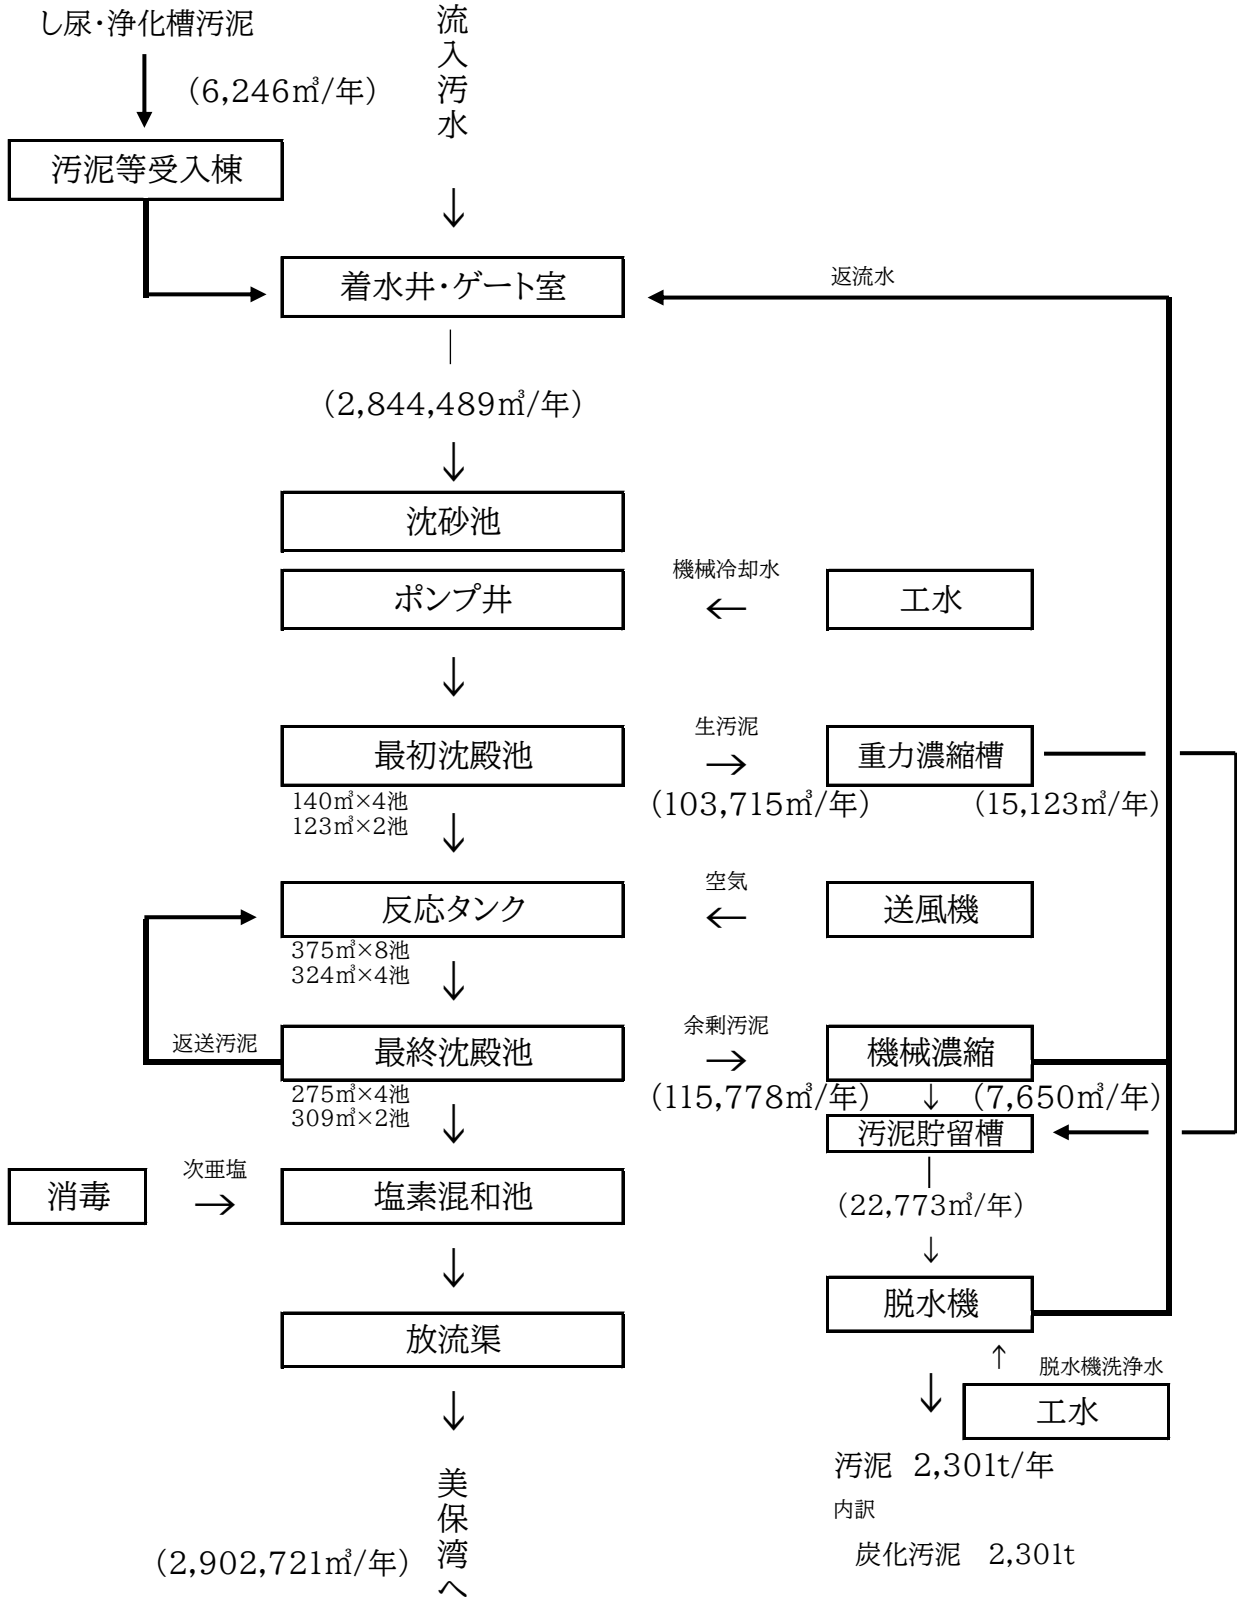 し尿・浄化槽汚泥
流入汚水
（6,246㎥/年）
汚泥等受入棟
着水井・ゲート室
返流水
（2,844,489㎥/年）
沈砂池
ポンプ井
機械冷却水
工水
最初沈殿池
生汚泥
重力濃縮槽
140㎥×4池
123㎥×2池
（103,715㎥/年）
（15,123㎥/年）
反応タンク
空気
送風機
375㎥×8池
324㎥×4池
返送汚泥
最終沈殿池
余剰汚泥
機械濃縮
275㎥×4池
309㎥×2池
（115,778㎥/年）
（7,650㎥/年）
汚泥貯留槽
消毒
次亜塩
塩素混和池
（22,773㎥/年）
脱水機
放流渠
脱水機洗浄水
工水
汚泥 2,301t/年
内訳
炭化汚泥 2,301t
美保湾へ
（2,902,721㎥/年）